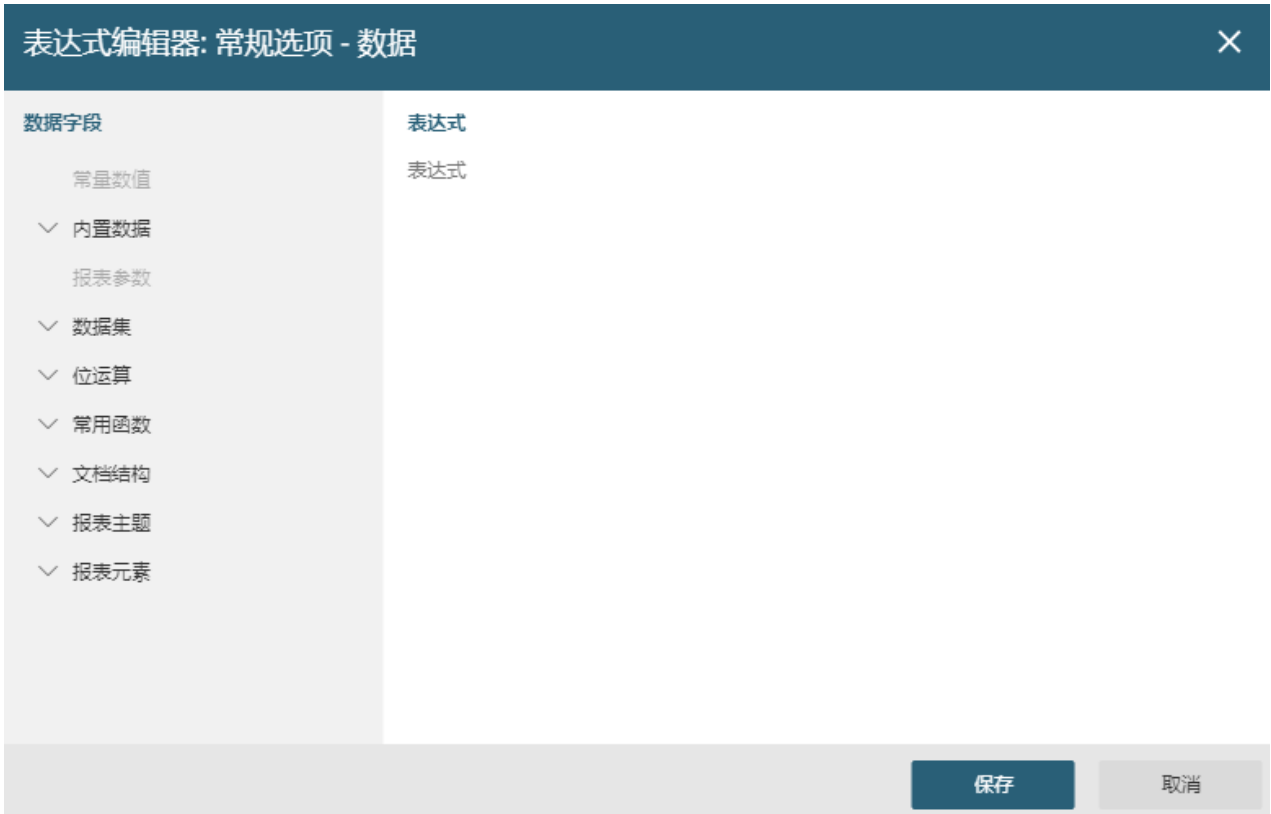 表达式编辑器: 常规选项 - 数据
数据字段
常量数值
内置数据
报表参数
数据集
位运算
常用函数
文档结构
报表主题
报表元素
表达式
表达式
保存
取消